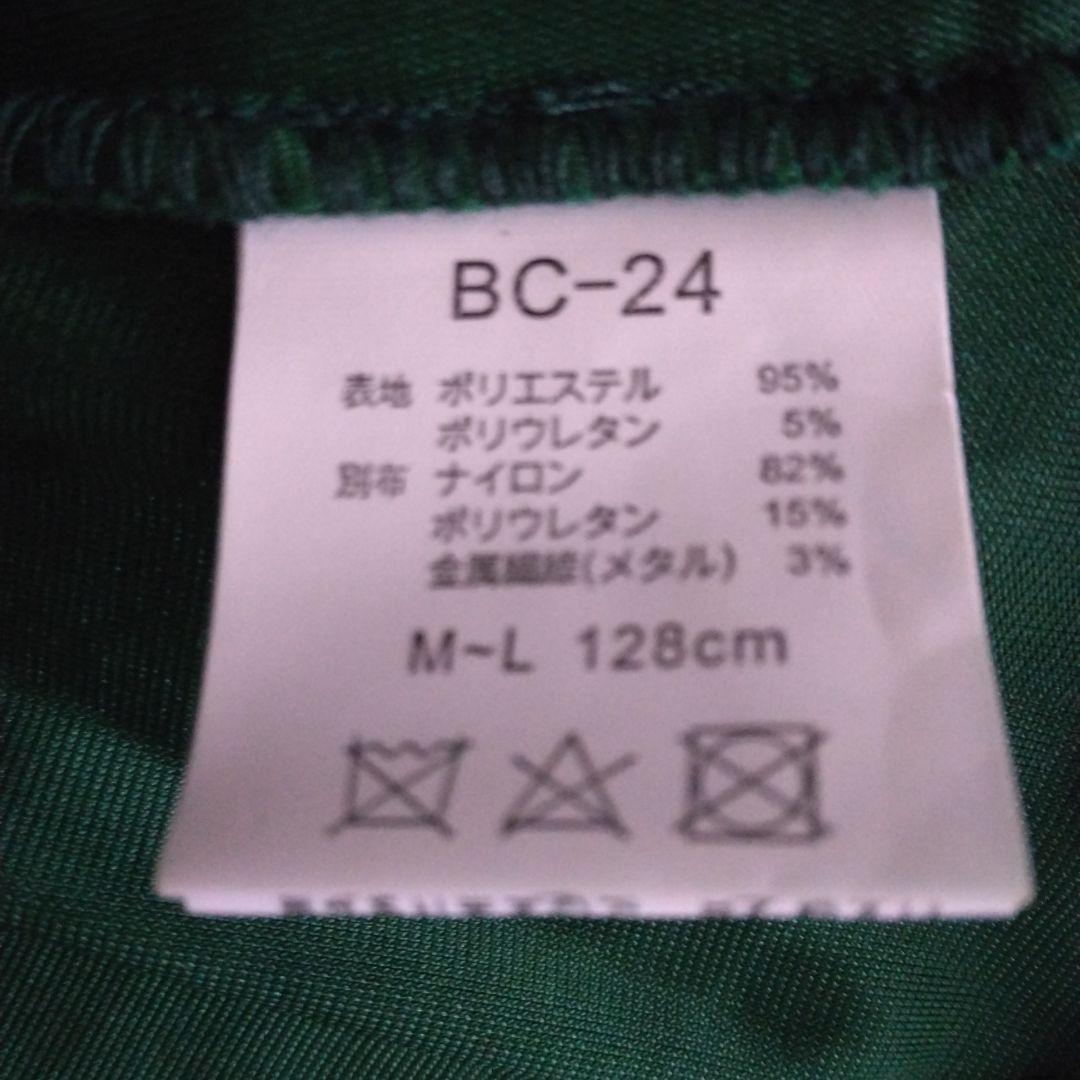 BC-24
表地 ポリエステル 95%
ポリウレタン 5%
別布 ナイロン 82%
ポリウレタン 15%
金属繊維(メタル) 3%
M~L 128cm